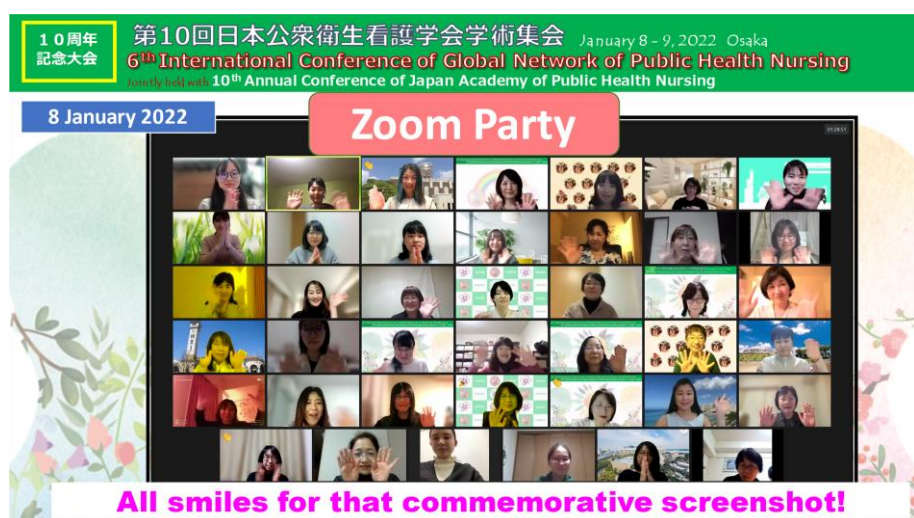 10周年
記念大会
第10回日本公衆衛生看護学会学術集会 January 8 – 9, 2022 Osaka
6th International Conference of Global Network of Public Health Nursing
Jointly held with 10th Annual Conference of Japan Academy of Public Health Nursing
8 January 2022
Zoom Party
01:28:51
All smiles for that commemorative screenshot!